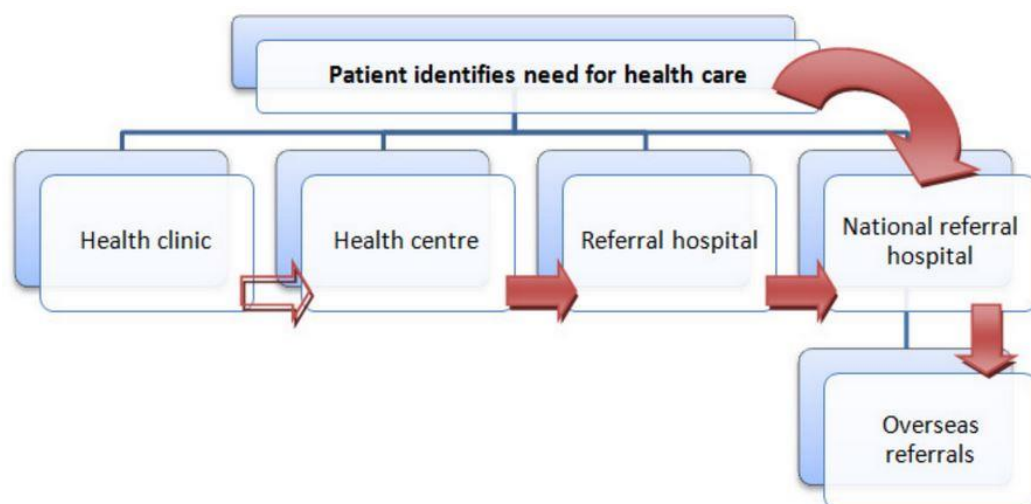 Patient identifies need for health care
Health clinic
Health centre
Referral hospital
National referral
hospital
Overseas
referrals